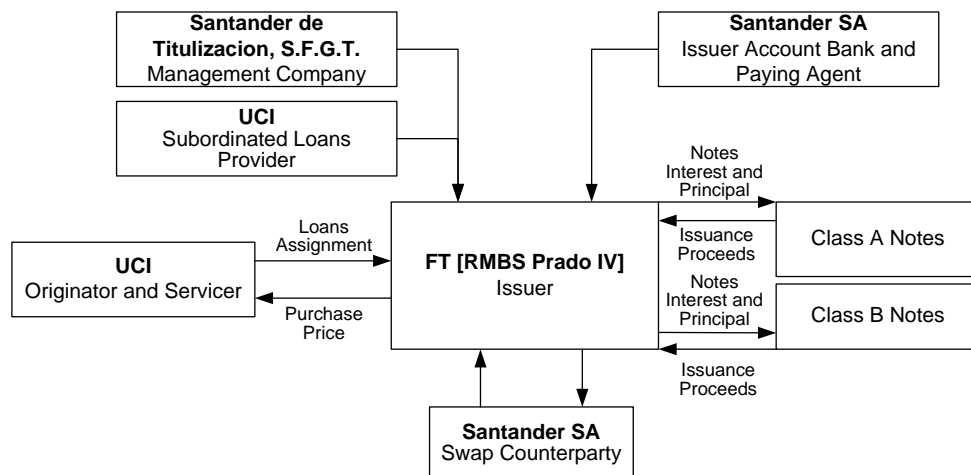 Santander de
Titulizacion, S.F.G.T.
Management Company
Santander SA
Issuer Account Bank and
Paying Agent
UCI
Subordinated Loans
Provider
Notes
Interest and
Principal
Loans
Assignment
FT [RMBS Prado IV]
Issuer
Issuance
Proceeds
Class A Notes
UCI
Originator and Servicer
Purchase
Price
Notes
Interest and
Principal
Class B Notes
Issuance
Proceeds
Santander SA
Swap Counterparty